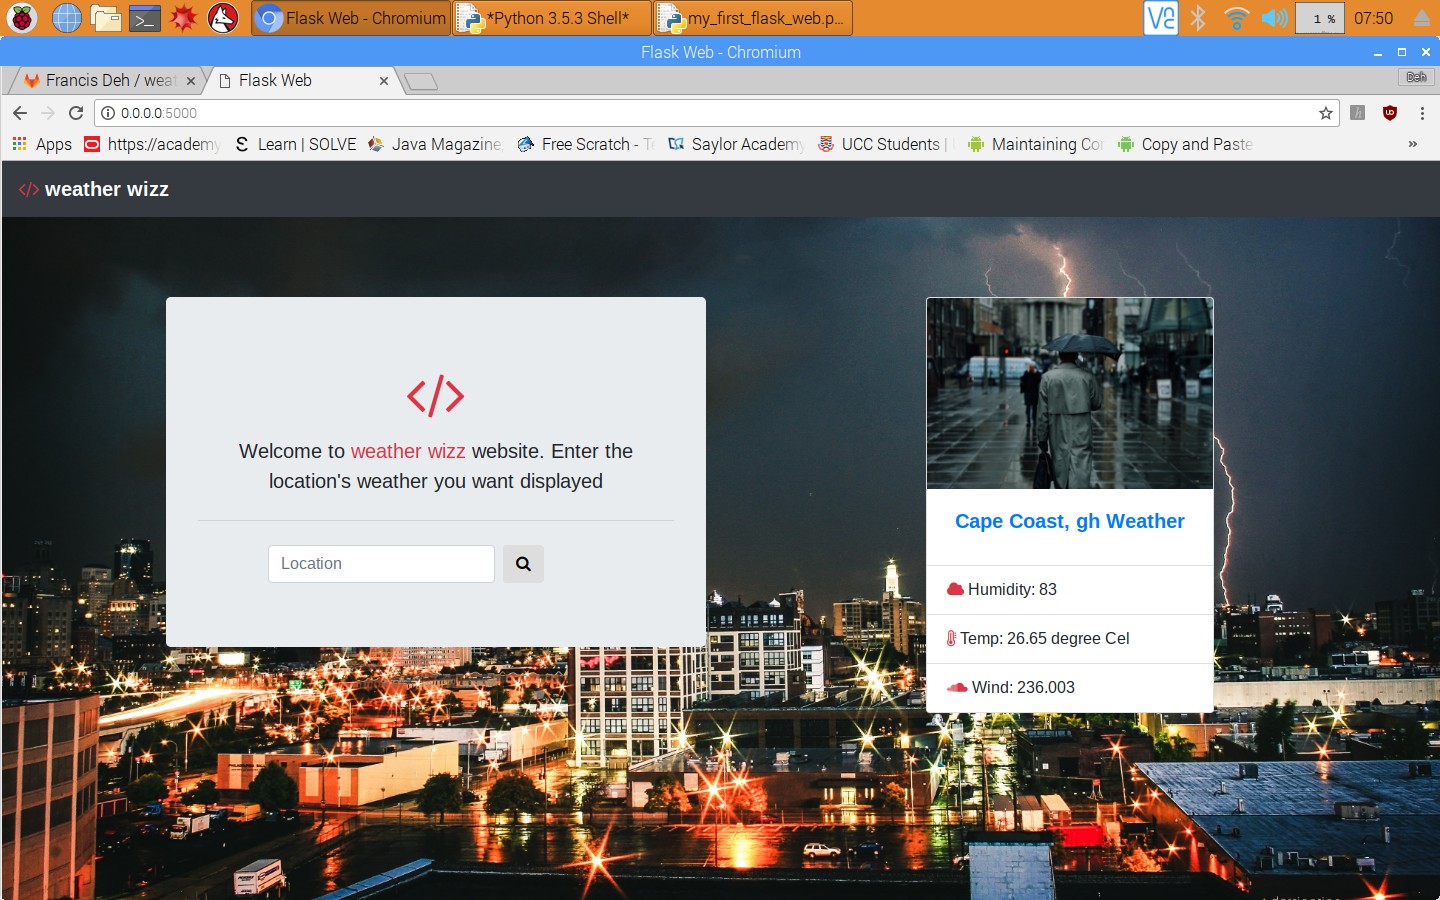 Flask Web - Chromium
*Python 3.5.3 Shell*
my_first_flask_web.p...
1 %
07:50
Flask Web - Chromium
Francis Deh / weat
Flask Web
Deh
0.0.0.0:5000
Apps
https://academy
Learn | SOLVE
Java Magazine
Free Scratch - Te
Saylor Academy
UCC Students |
Maintaining Cor
Copy and Paste
»
</> weather wizz
</>
Welcome to weather wizz website. Enter the
location's weather you want displayed
Location
Cape Coast, gh Weather
Humidity: 83
Temp: 26.65 degree Cel
Wind: 236.003